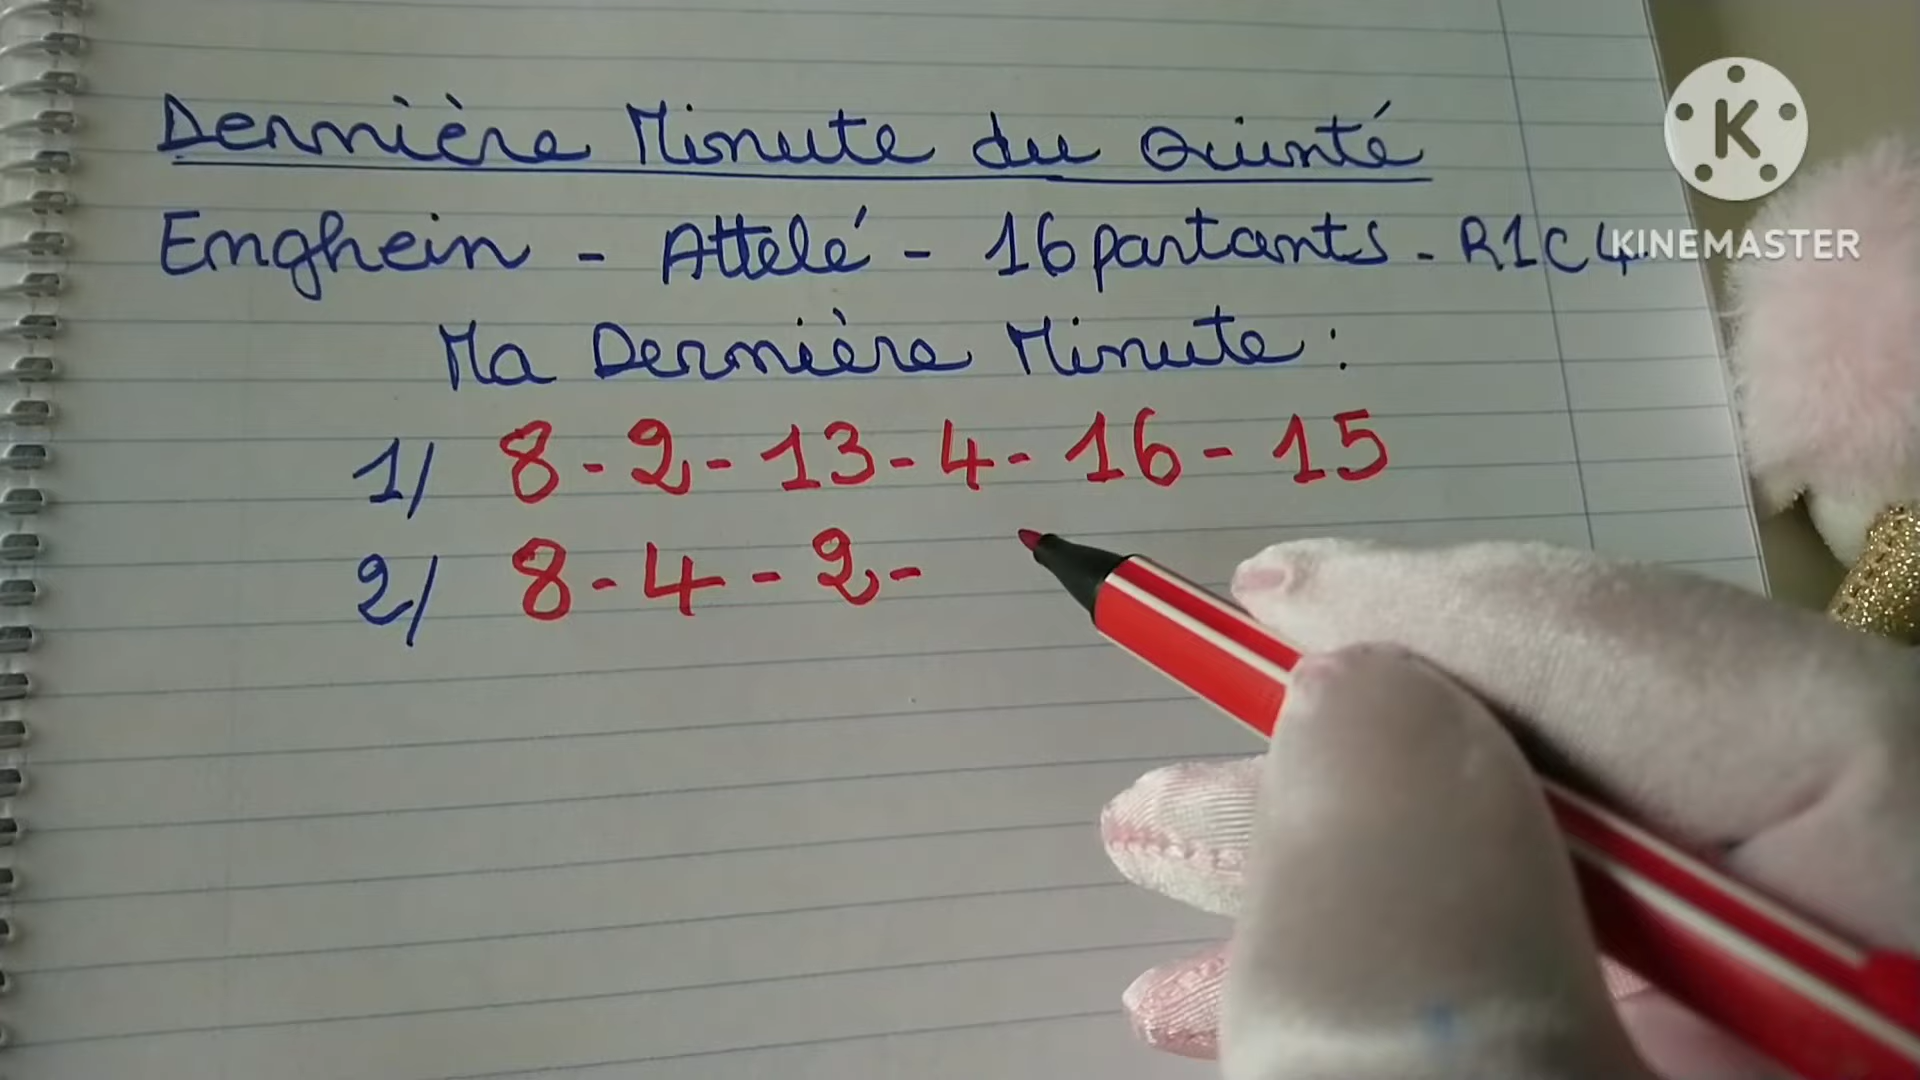 Dernière Minute du Quinté
Enghein - Attelé - 16 partants - R1C4
Ma Dernière Minute :
1/ 8 - 2 - 13 - 4 - 16 - 15
2/ 8 - 4 - 2 -
K
KINEMASTER